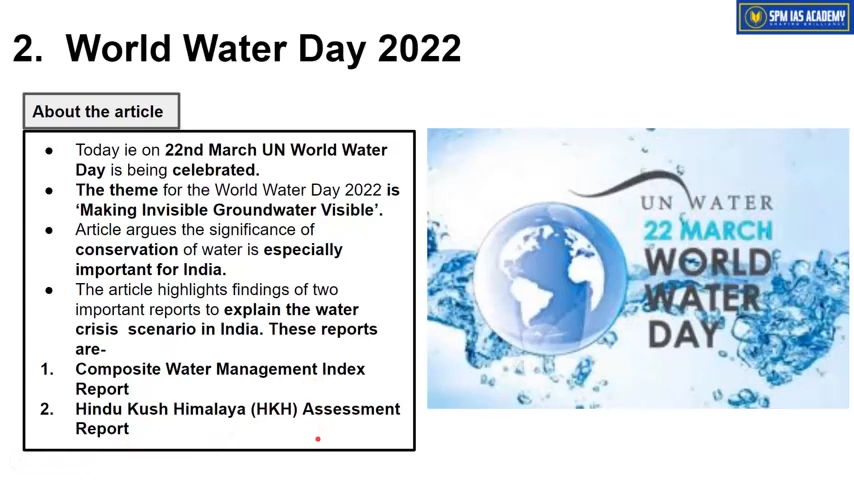 SPM IAS ACADEMY
SHAPING BRILLIANCE
2. World Water Day 2022
About the article
● Today ie on 22nd March UN World Water
Day is being celebrated.
● The theme for the World Water Day 2022 is
‘Making Invisible Groundwater Visible’.
● Article argues the significance of
conservation of water is especially
important for India.
● The article highlights findings of two
important reports to explain the water
crisis scenario in India. These reports
are-
1. Composite Water Management Index
Report
2. Hindu Kush Himalaya (HKH) Assessment
Report
UN WATER
22 MARCH
WORLD
WATER
DAY